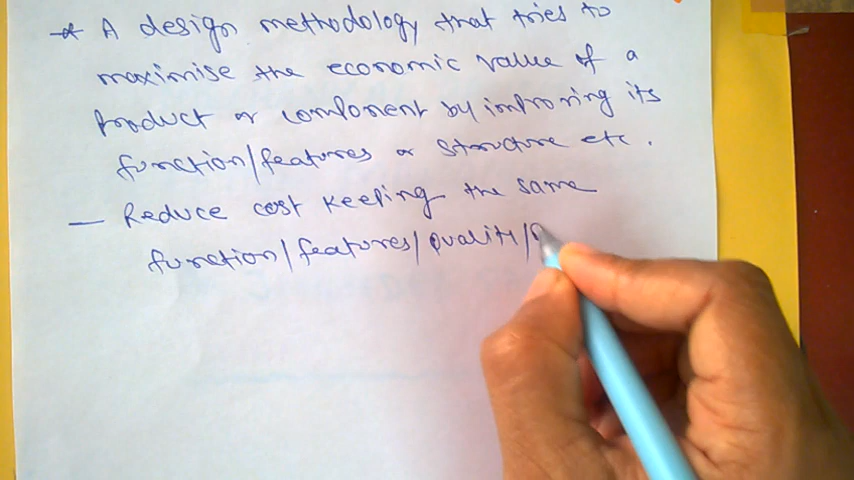 * A design methodology that tries to
maximise the economic value of a
Product or component by improving its
function/features or structure etc.
— Reduce cost keeping the same
function/features/quality/